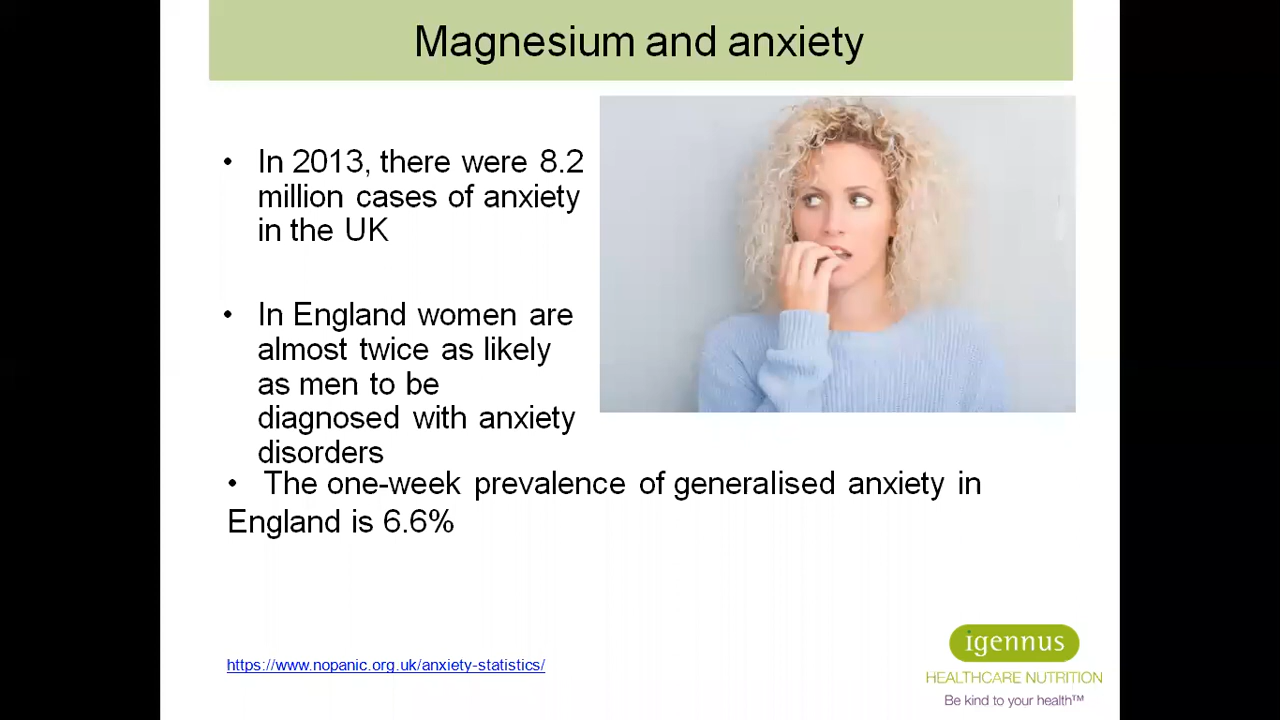 Magnesium and anxiety
• In 2013, there were 8.2
million cases of anxiety
in the UK
• In England women are
almost twice as likely
as men to be
diagnosed with anxiety
disorders
• The one-week prevalence of generalised anxiety in
England is 6.6%
https://www.nopanic.org.uk/anxiety-statistics/
igennus
HEALTHCARE NUTRITION
Be kind to your health™